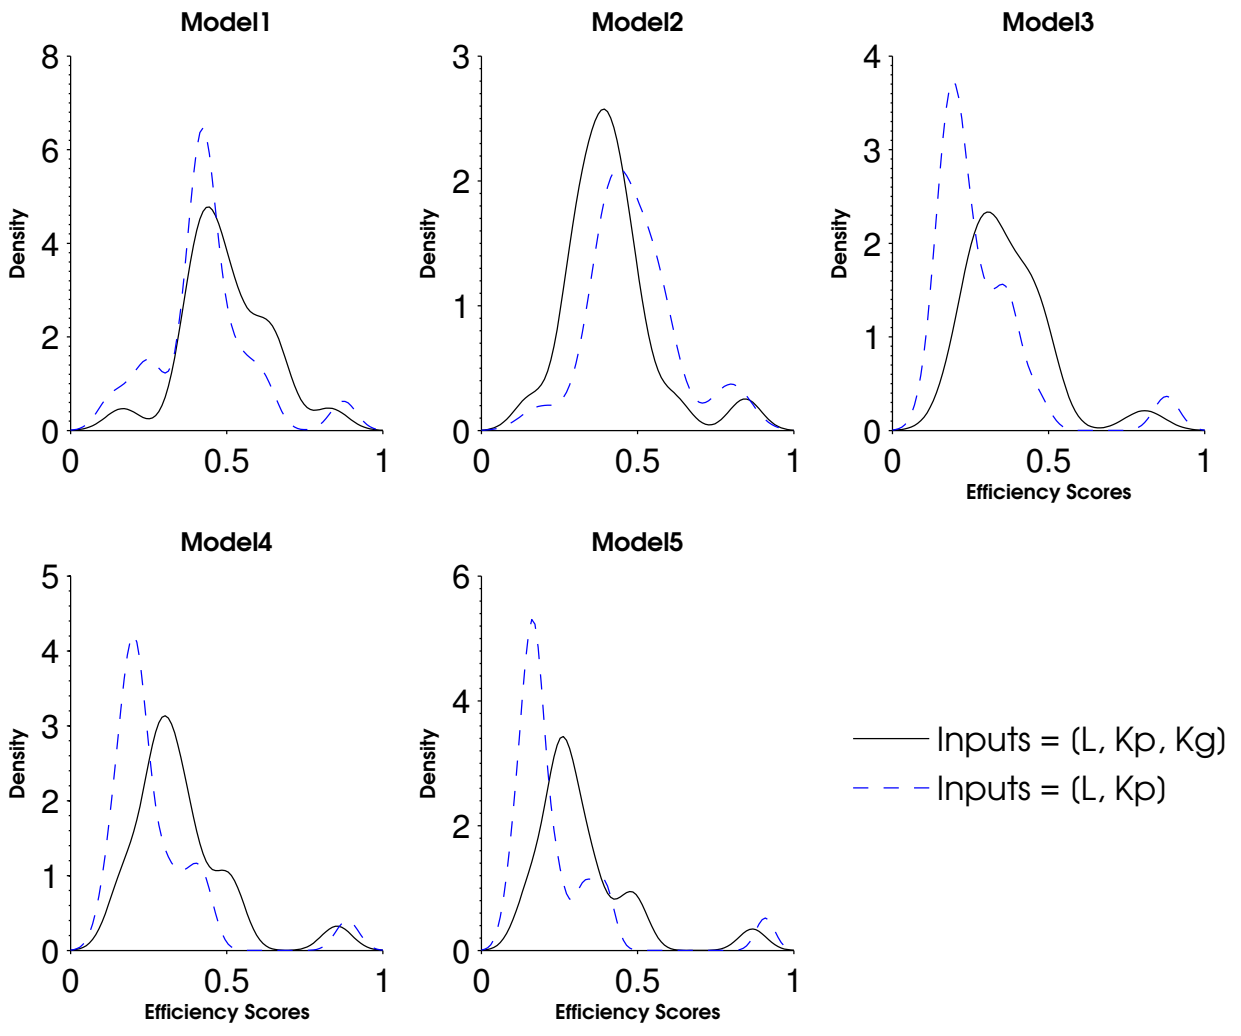 Model1
8
6
4
2
0
Density
0 0.5 1
Model2
3
2
1
0
Density
0 0.5 1
Model3
4
3
2
1
0
Density
0 0.5 1
Efficiency Scores
Model4
5
4
3
2
1
0
Density
0 0.5 1
Efficiency Scores
Model5
6
4
2
0
Density
0 0.5 1
Efficiency Scores
Inputs = (L, Kp, Kg)
Inputs = (L, Kp)